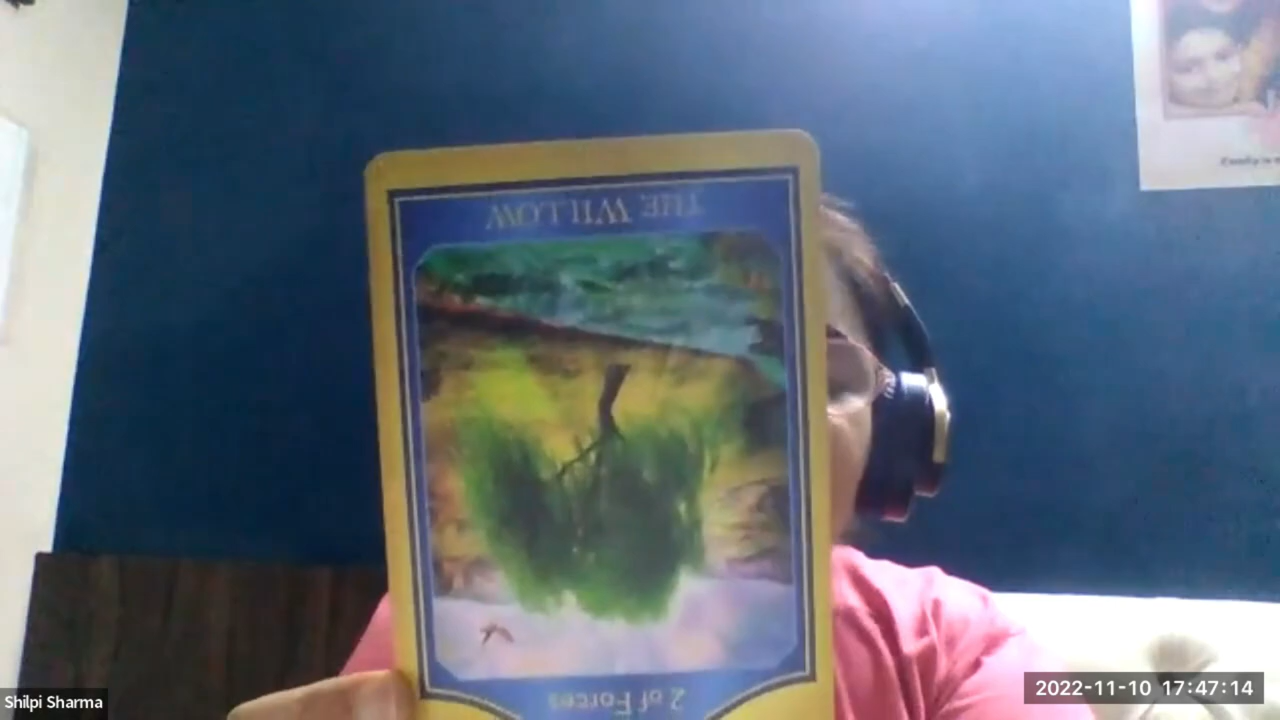 THE WILLOW
2 of Forces
Shilpi Sharma
2022-11-10 17:47:14